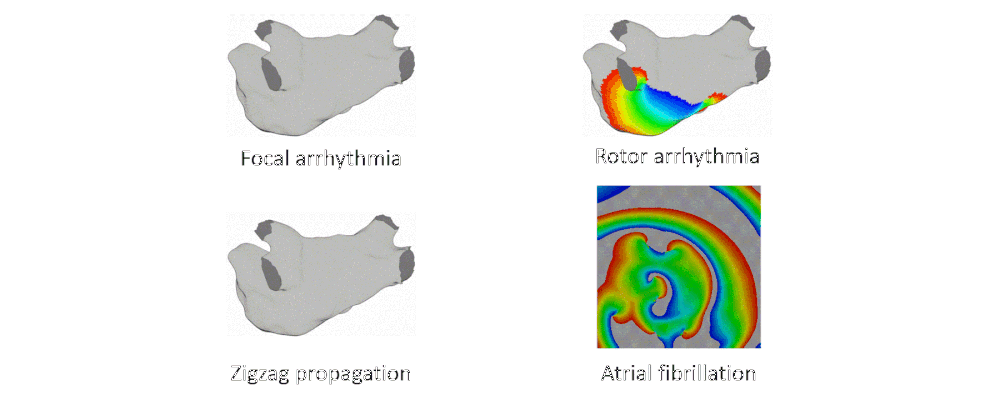 Focal arrhythmia
Rotor arrhythmia
Zigzag propagation
Atrial fibrillation